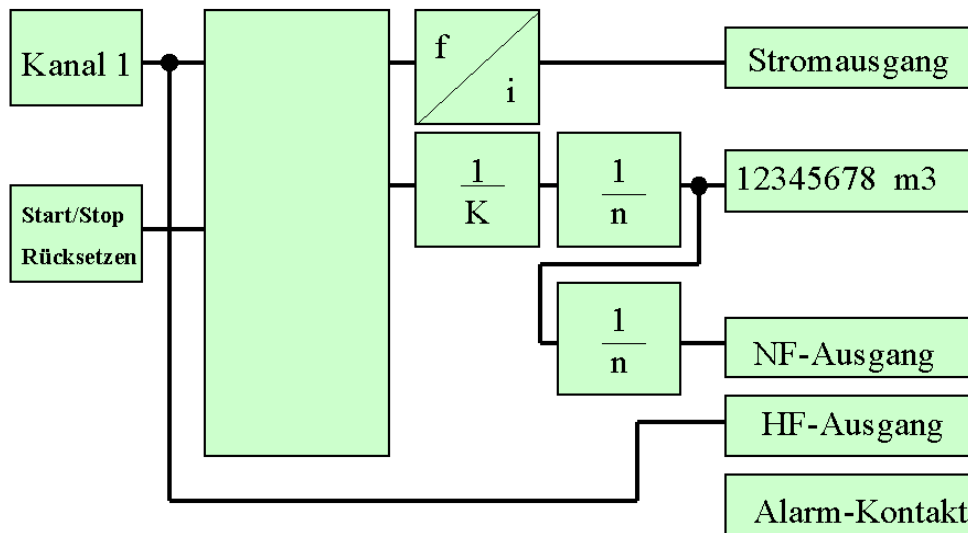 Kanal 1
f
i
Stromausgang
1
K
1
n
12345678 m3
Start/Stop
Rücksetzen
1
n
NF-Ausgang
HF-Ausgang
Alarm-Kontakt